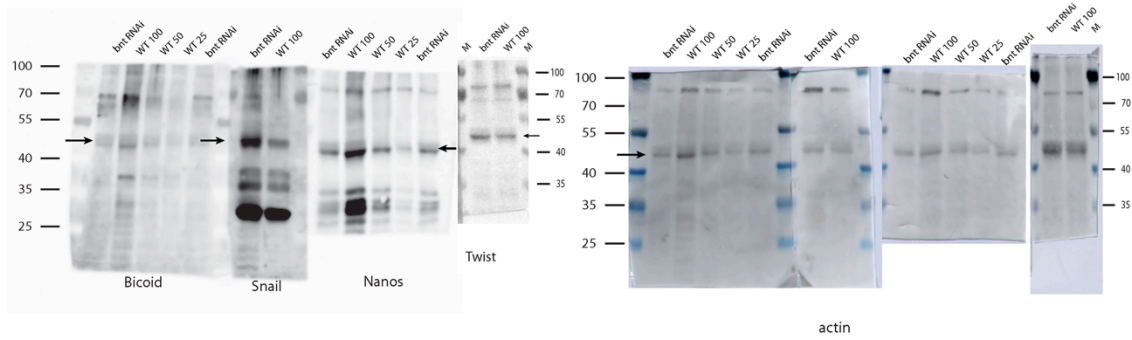 bnt RNAi WT 100 WT 50 WT 25 bnt RNAi
bnt RNAi WT 100
bnt RNAi WT 100 WT 50 WT 25 bnt RNAi
M bnt RNAi WT 100 M
100
70
55
40
35
25
100
70
55
40
35
Bicoid
Snail
Nanos
Twist
bnt RNAi WT 100 WT 50 WT 25 bnt RNAi
bnt RNAi WT 100
bnt RNAi WT 100 WT 50 WT 25 bnt RNAi
bnt RNAi WT 100 M
100
70
55
40
35
25
100
70
55
40
35
actin